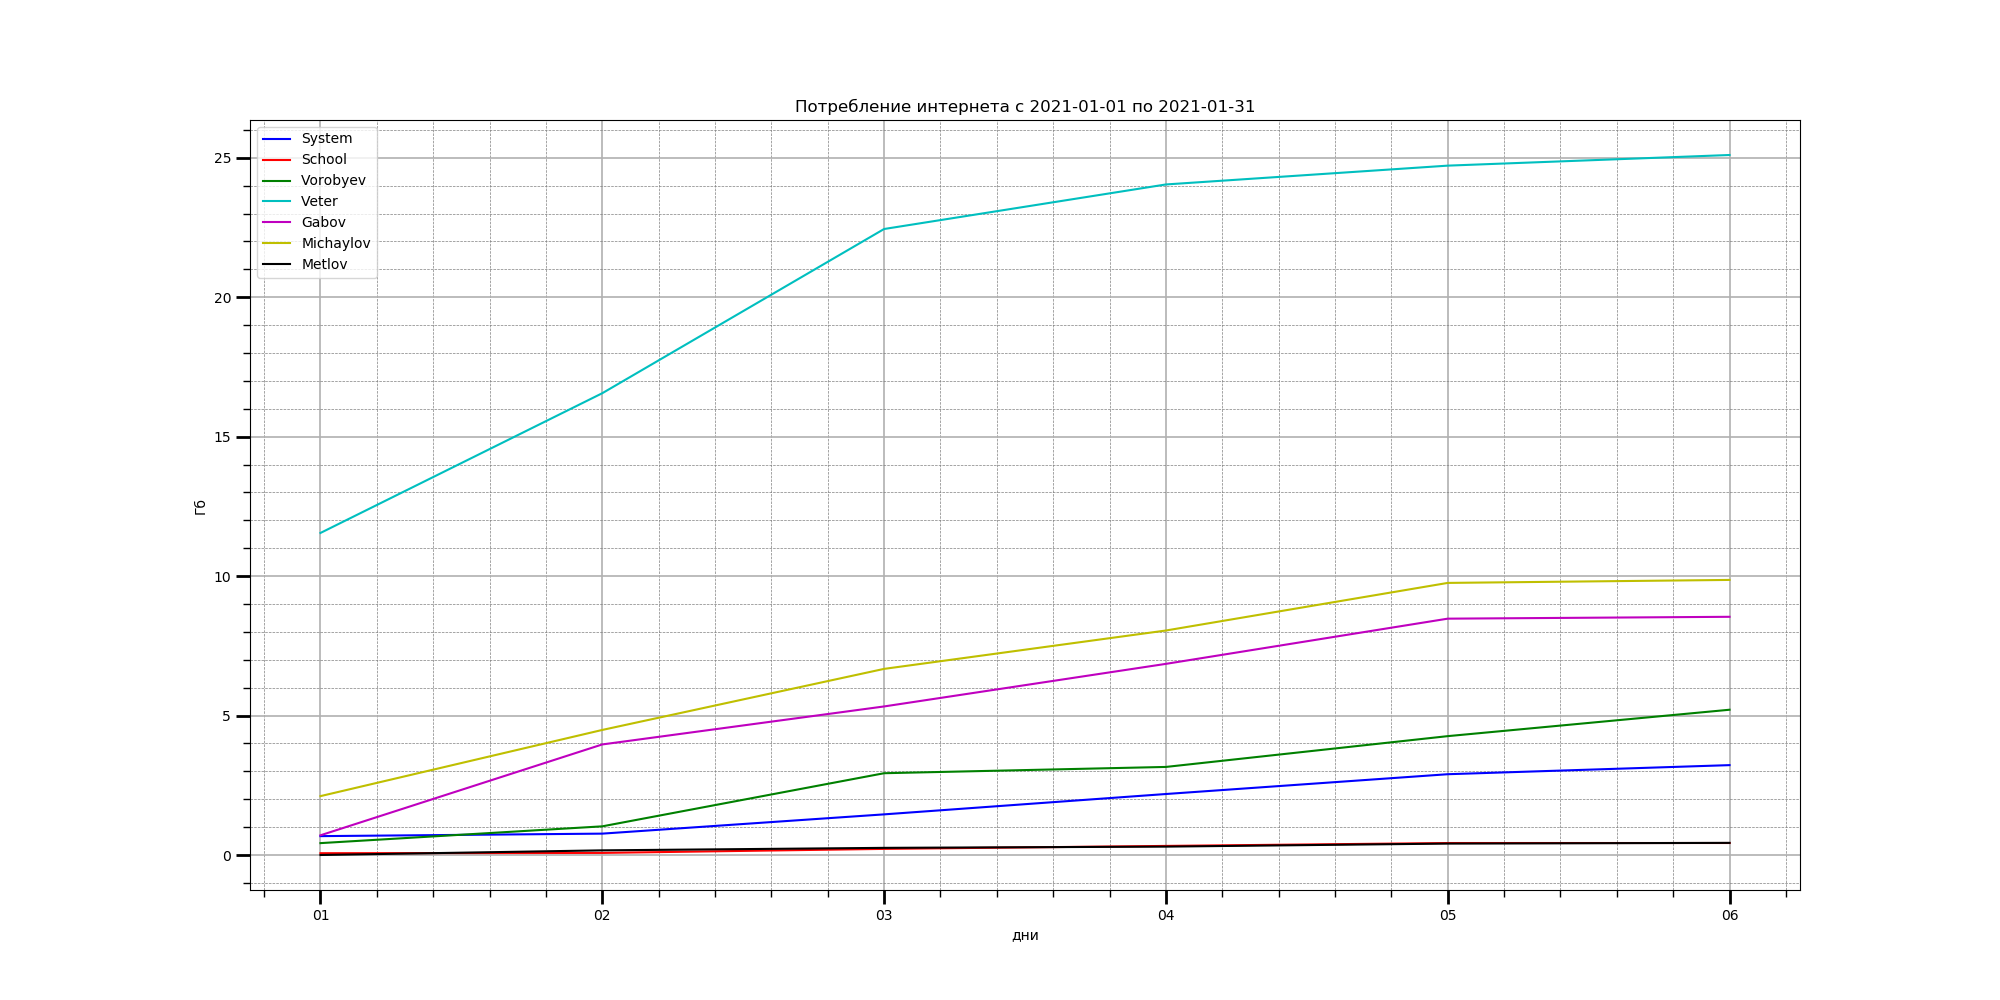 Потребление интернета с 2021-01-01 по 2021-01-31
System
School
Vorobyev
Veter
Gabov
Michaylov
Metlov
25
20
15
10
5
0
Гб
01 02 03 04 05 06
дни